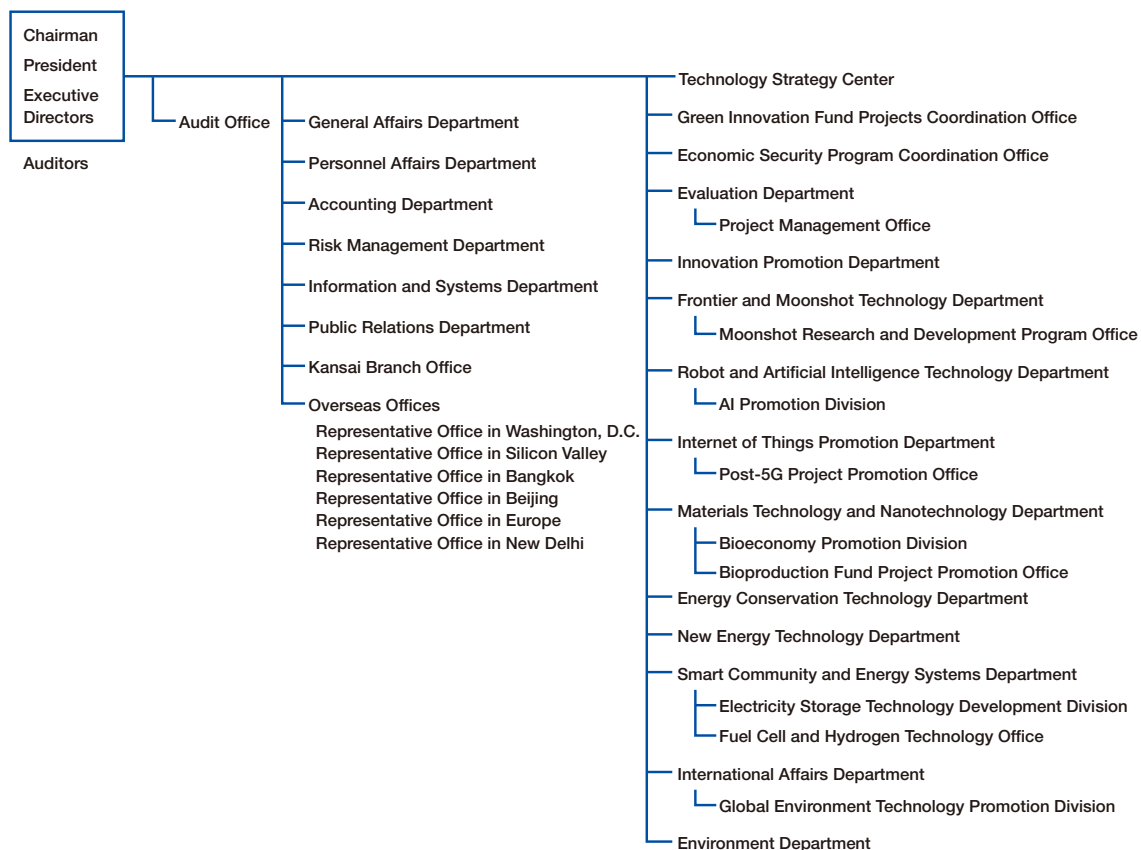 Chairman
President
Executive
Directors
Auditors
Audit Office
General Affairs Department
Personnel Affairs Department
Accounting Department
Risk Management Department
Information and Systems Department
Public Relations Department
Kansai Branch Office
Overseas Offices
Representative Office in Washington, D.C.
Representative Office in Silicon Valley
Representative Office in Bangkok
Representative Office in Beijing
Representative Office in Europe
Representative Office in New Delhi
Technology Strategy Center
Green Innovation Fund Projects Coordination Office
Economic Security Program Coordination Office
Evaluation Department
Project Management Office
Innovation Promotion Department
Frontier and Moonshot Technology Department
Moonshot Research and Development Program Office
Robot and Artificial Intelligence Technology Department
AI Promotion Division
Internet of Things Promotion Department
Post-5G Project Promotion Office
Materials Technology and Nanotechnology Department
Bioeconomy Promotion Division
Bioproduction Fund Project Promotion Office
Energy Conservation Technology Department
New Energy Technology Department
Smart Community and Energy Systems Department
Electricity Storage Technology Development Division
Fuel Cell and Hydrogen Technology Office
International Affairs Department
Global Environment Technology Promotion Division
Environment Department